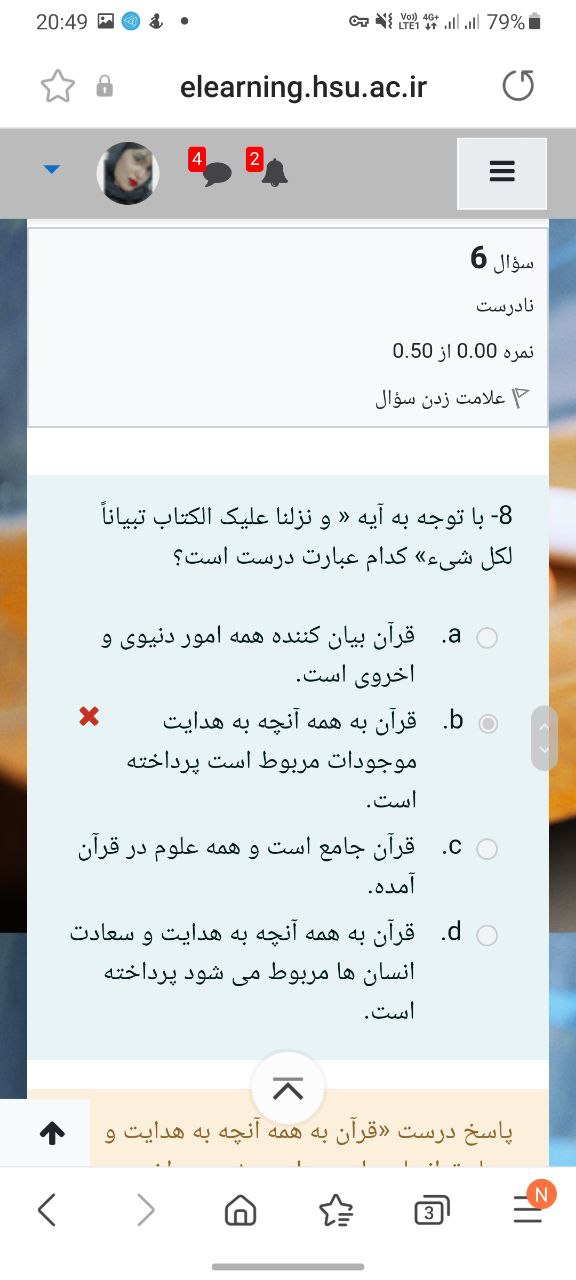 20:49 Vo)) LTE1 4G+ 79%
elearning.hsu.ac.ir
4 2
سؤال 6
نادرست
نمره 0.00 از 0.50
علامت زدن سؤال
8- با توجه به آیه « و نزلنا علیک الکتاب تبیاناً
لکل شیء» کدام عبارت درست است؟
a. قرآن بیان کننده همه امور دنیوی و
اخروی است.
b. قرآن به همه آنچه به هدایت
موجودات مربوط است پرداخته
است.
c. قرآن جامع است و همه علوم در قرآن
آمده.
d. قرآن به همه آنچه به هدایت و سعادت
انسان ها مربوط می شود پرداخته
است.
پاسخ درست «قرآن به همه آنچه به هدایت و
3
N